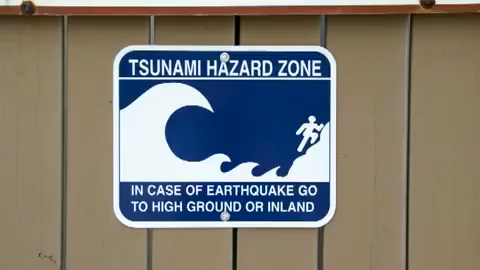 TSUNAMI HAZARD ZONE
IN CASE OF EARTHQUAKE GO
TO HIGH GROUND OR INLAND